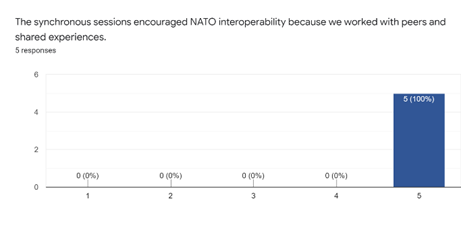 The synchronous sessions encouraged NATO interoperability because we worked with peers and
shared experiences.
5 responses
6
4
2
0
0 (0%) 0 (0%) 0 (0%) 0 (0%) 5 (100%)
1 2 3 4 5